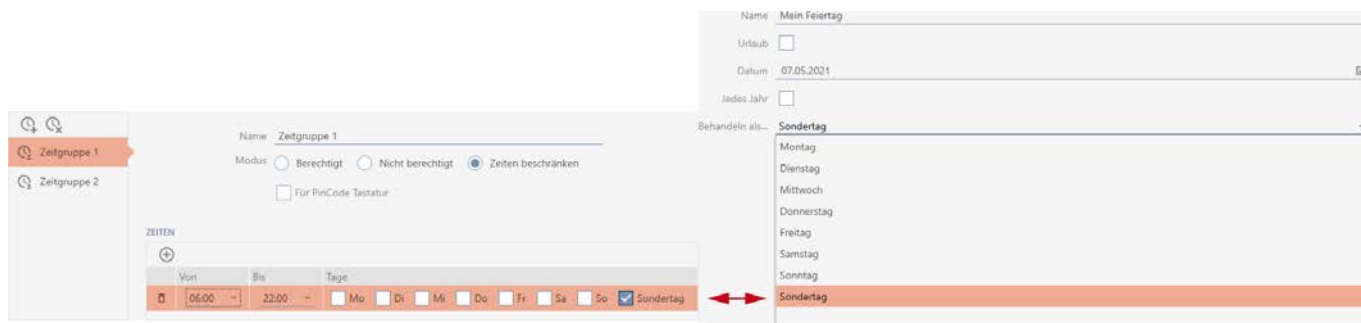 Name Mein Feiertag
Urlaub
Datum 07.05.2021
Jedes Jahr
Behandeln als... Sondertag
Montag
Dienstag
Mittwoch
Donnerstag
Freitag
Samstag
Sonntag
Sondertag
Zeitgruppe 1
Zeitgruppe 2
Name Zeitgruppe 1
Modus Berechtigt Nicht berechtigt Zeiten beschränken
Für PinCode Tastatur
ZEITEN
Von Bis Tage
06:00 22:00 Mo Di Mi Do Fr Sa So Sondertag